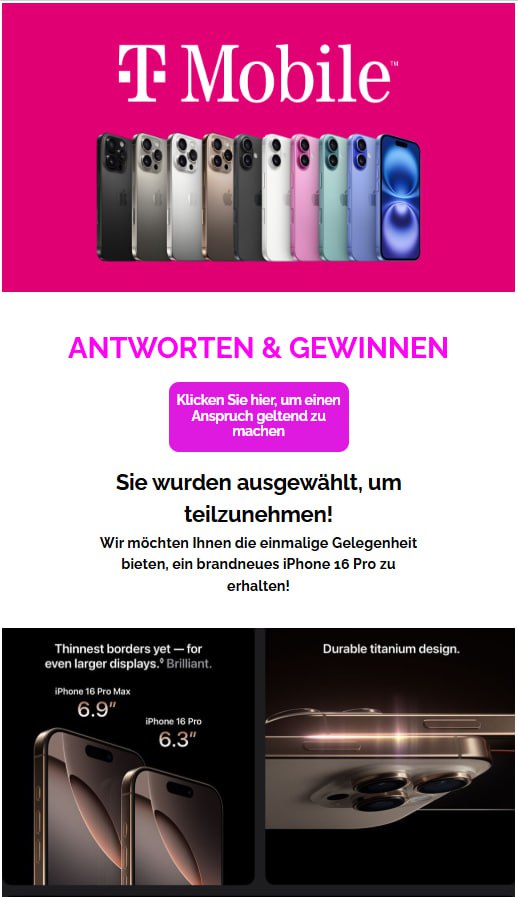 T Mobile™
ANTWORTEN & GEWINNEN
Klicken Sie hier, um einen
Anspruch geltend zu
machen
Sie wurden ausgewählt, um
teilzunehmen!
Wir möchten Ihnen die einmalige Gelegenheit
bieten, ein brandneues iPhone 16 Pro zu
erhalten!
Thinnest borders yet — for
even larger displays.◊ Brilliant.
iPhone 16 Pro Max
6.9″
iPhone 16 Pro
6.3″
Durable titanium design.